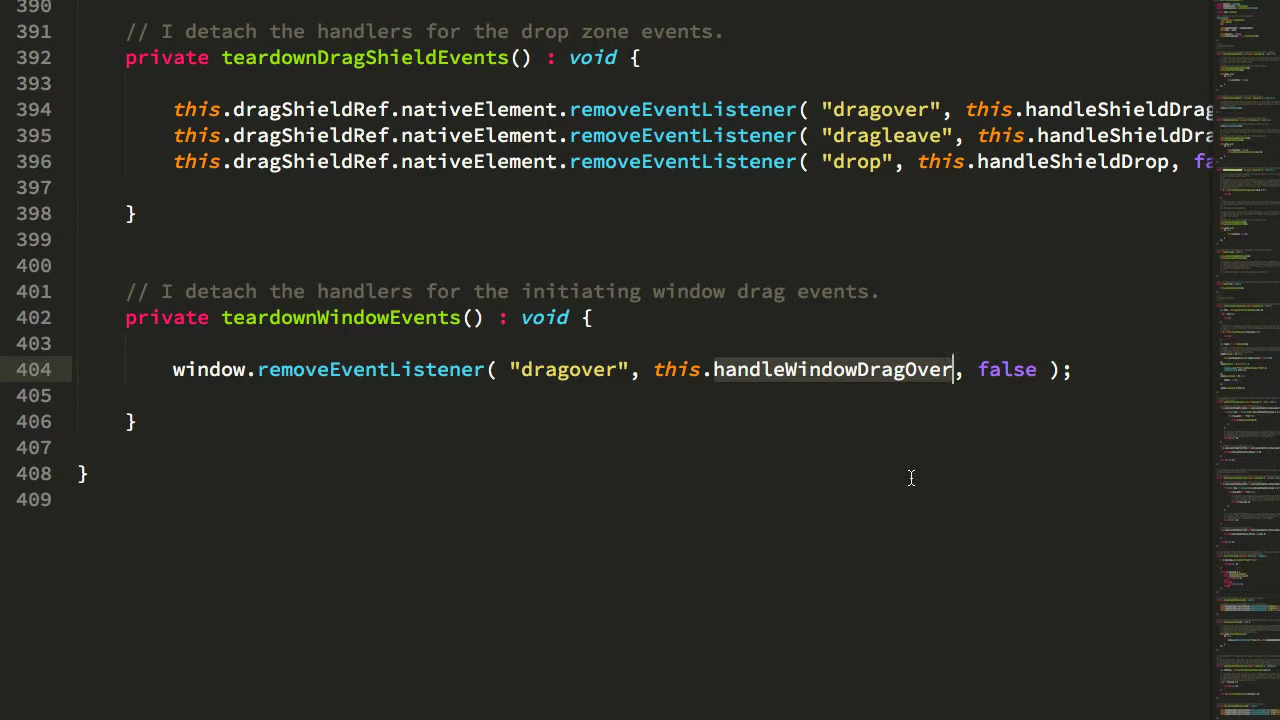 390
391 // I detach the handlers for the drop zone events.
392 private teardownDragShieldEvents() : void {
393
394 this.dragShieldRef.nativeElement.removeEventListener( "dragover", this.handleShieldDrag
395 this.dragShieldRef.nativeElement.removeEventListener( "dragleave", this.handleShieldDra
396 this.dragShieldRef.nativeElement.removeEventListener( "drop", this.handleShieldDrop, fa
397
398 }
399
400
401 // I detach the handlers for the initiating window drag events.
402 private teardownWindowEvents() : void {
403
404 window.removeEventListener( "dragover", this.handleWindowDragOver, false );
405
406 }
407
408 }
409